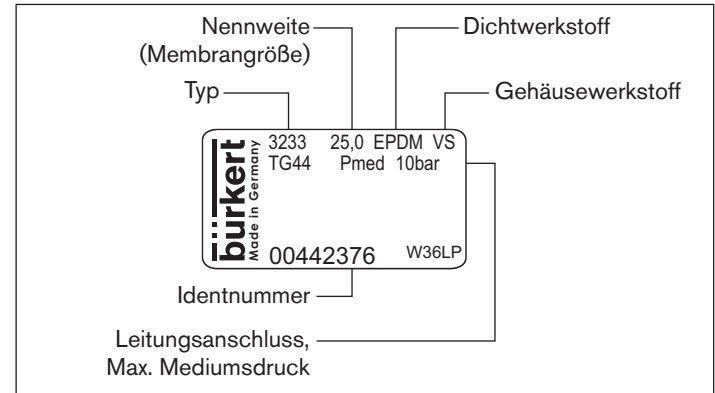 Nennweite
(Membrangröße)
Dichtwerkstoff
Typ
Gehäusewerkstoff
bürkert
Made in Germany
3233 25,0 EPDM VS
TG44 Pmed 10bar
00442376 W36LP
Identnummer
Leitungsanschluss,
Max. Mediumsdruck